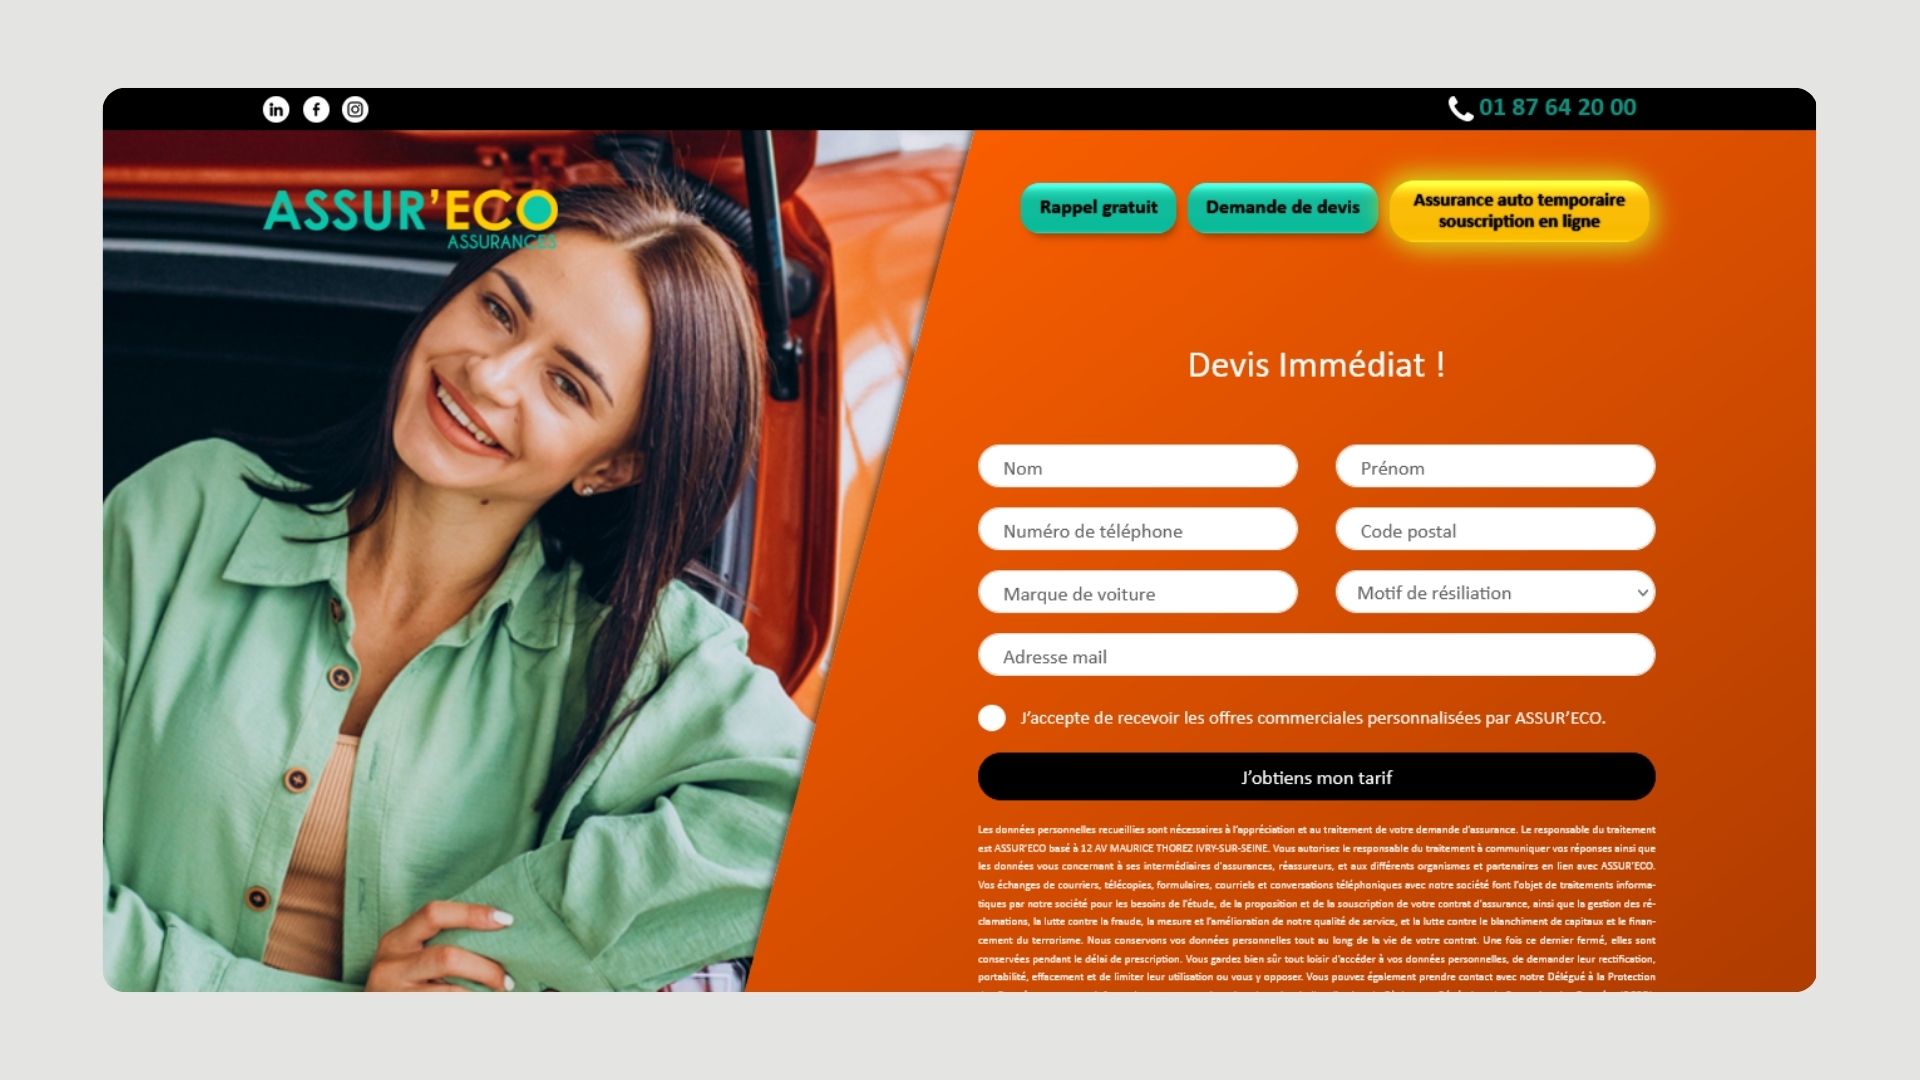 in f
01 87 64 20 00
ASSUR'ECO
ASSURANCES
Rappel gratuit
Demande de devis
Assurance auto temporaire
souscription en ligne
Devis Immédiat !
Nom
Prénom
Numéro de téléphone
Code postal
Marque de voiture
Motif de résiliation
Adresse mail
J’accepte de recevoir les offres commerciales personnalisées par ASSUR’ECO.
J’obtiens mon tarif
Les données personnelles recueillies sont nécessaires à l'appréciation et au traitement de votre demande d'assurance. Le responsable du traitement
est ASSUR'ECO basé à 12 AV MAURICE THOREZ IVRY-SUR-SEINE. Vous autorisez le responsable du traitement à communiquer vos réponses ainsi que
les données vous concernant à ses intermédiaires d'assurances, réassureurs, et aux différents organismes et partenaires en lien avec ASSUR'ECO.
Vos échanges de courriers, télécopies, formulaires, courriels et conversations téléphoniques avec notre société font l'objet de traitements informa-
tiques par notre société pour les besoins de l'étude, de la proposition et de la souscription de votre contrat d'assurance, ainsi que la gestion des ré-
clamations, la lutte contre la fraude, la mesure et l'amélioration de notre qualité de service, et la lutte contre le blanchiment de capitaux et le finan-
cement du terrorisme. Nous conservons vos données personnelles tout au long de la vie de votre contrat. Une fois ce dernier fermé, elles sont
conservées pendant le délai de prescription. Vous gardez bien sûr tout loisir d'accéder à vos données personnelles, de demander leur rectification,
portabilité, effacement et de limiter leur utilisation ou vous y opposer. Vous pouvez également prendre contact avec notre Délégué à la Protection